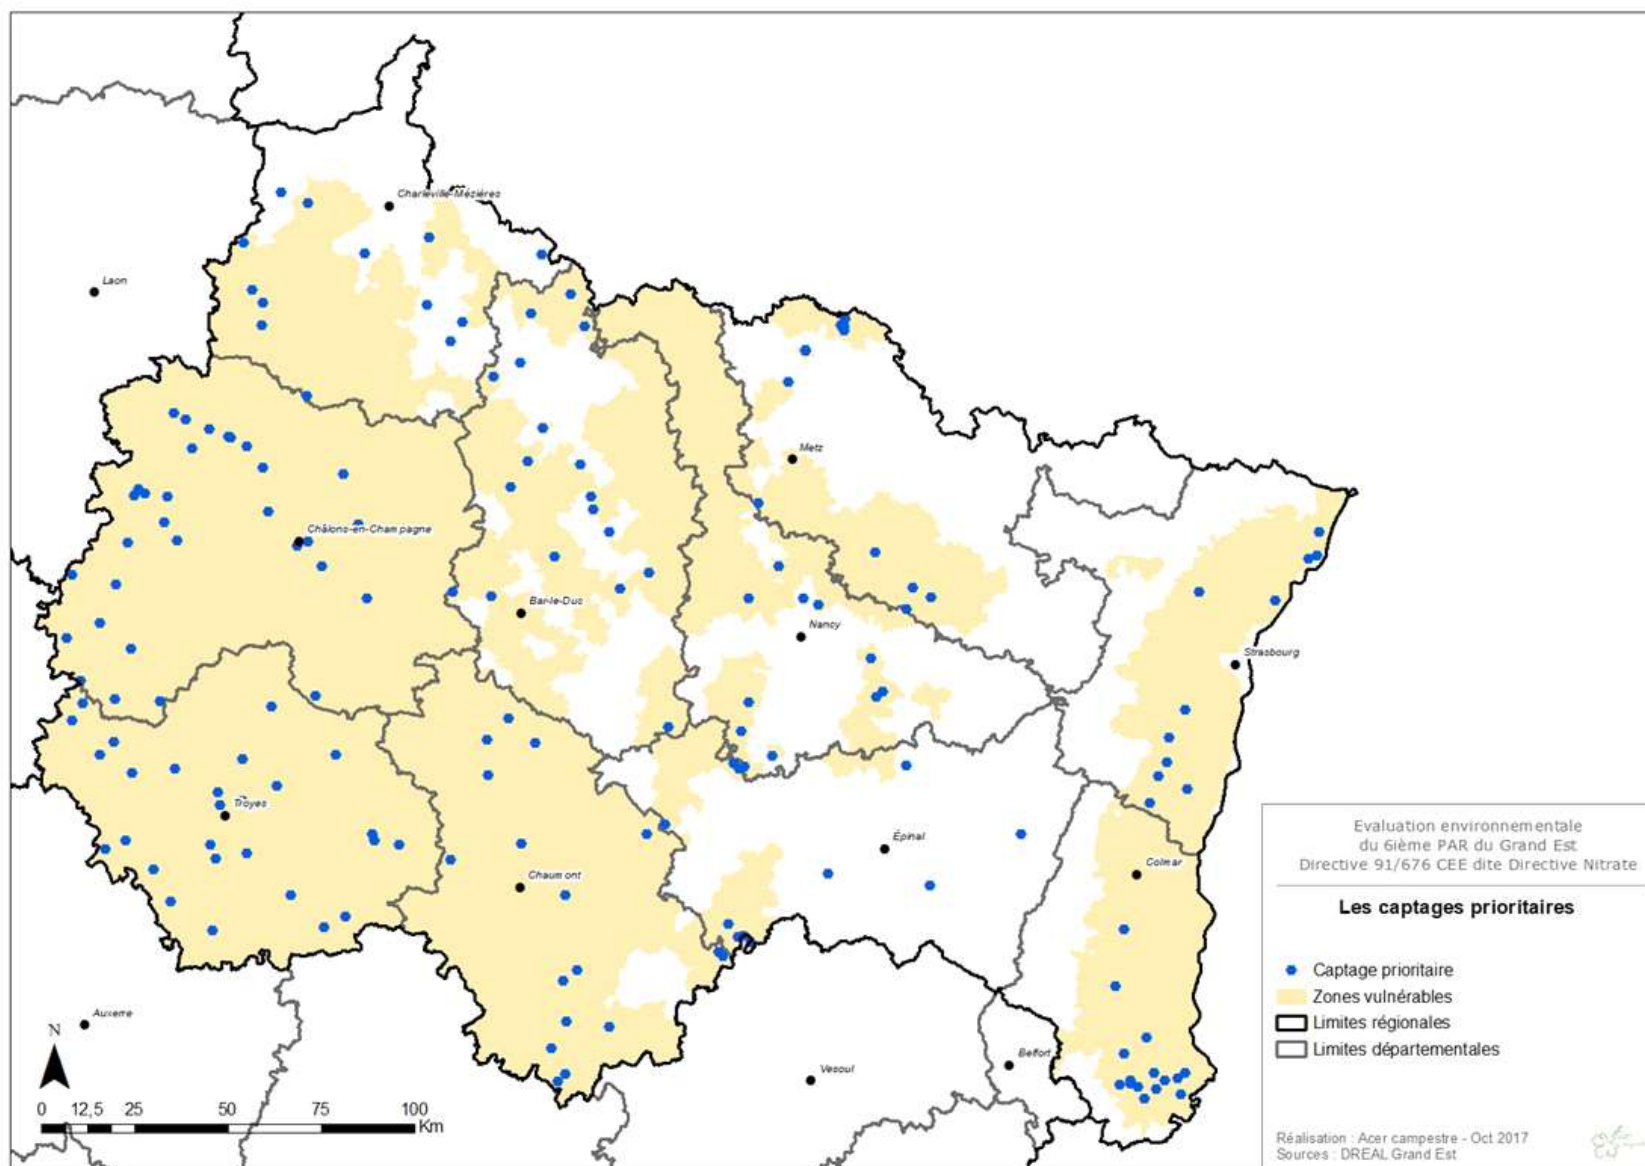 Charleville-Mézières
Laon
Metz
Châlons-en-Champagne
Bar-le-Duc
Nancy
Strasbourg
Troyes
Épinal
Colmar
Chaumont
Auxerre
N
Belfort
Vesoul
0 12,5 25 50 75 100
Km
Evaluation environnementale
du 6ième PAR du Grand Est
Directive 91/676 CEE dite Directive Nitrate
Les captages prioritaires
Captage prioritaire
Zones vulnérables
Limites régionales
Limites départementales
Réalisation : Acer campestre - Oct 2017
Sources : DREAL Grand Est